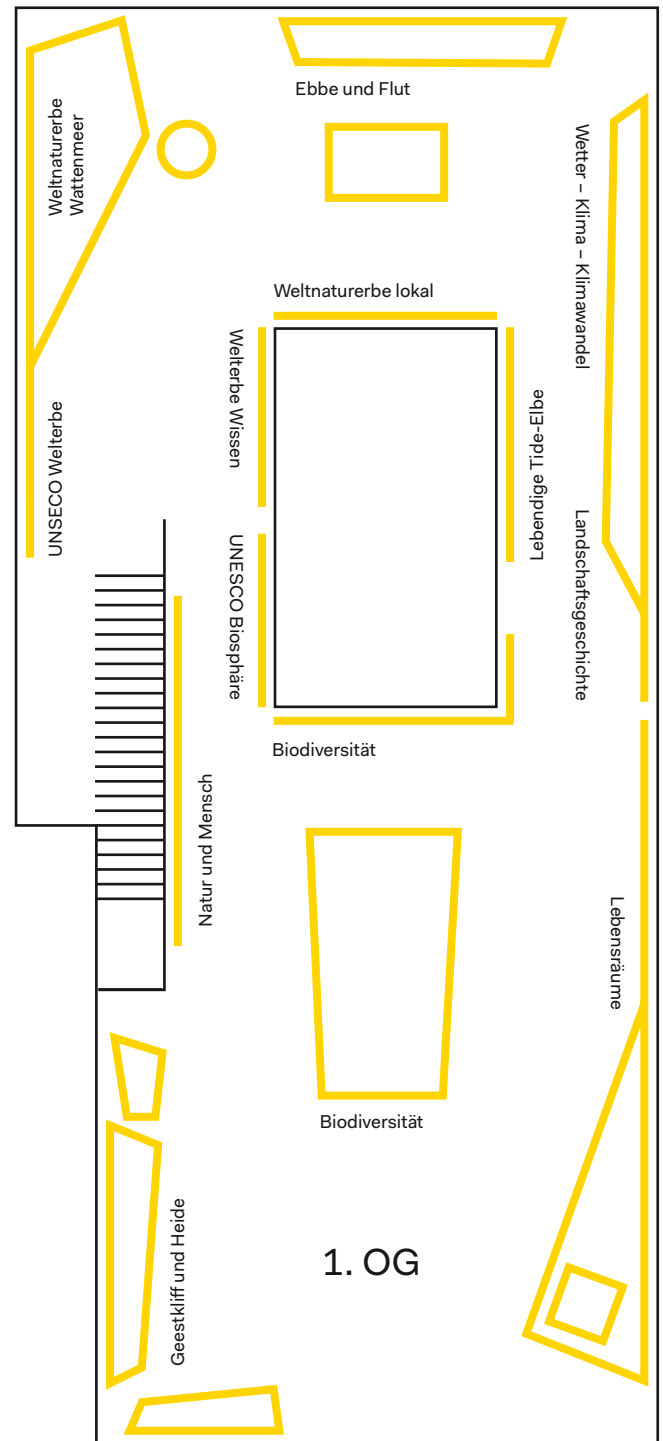 Ebbe und Flut
Weltnaturerbe
Wattenmeer
Wetter – Klima – Klimawandel
Weltnaturerbe lokal
Welterbe Wissen
Lebendige Tide-Elbe
UNSECO Welterbe
UNESCO Biosphäre
Landschaftsgeschichte
Biodiversität
Natur und Mensch
Lebensräume
Biodiversität
Geestkliff und Heide
1. OG